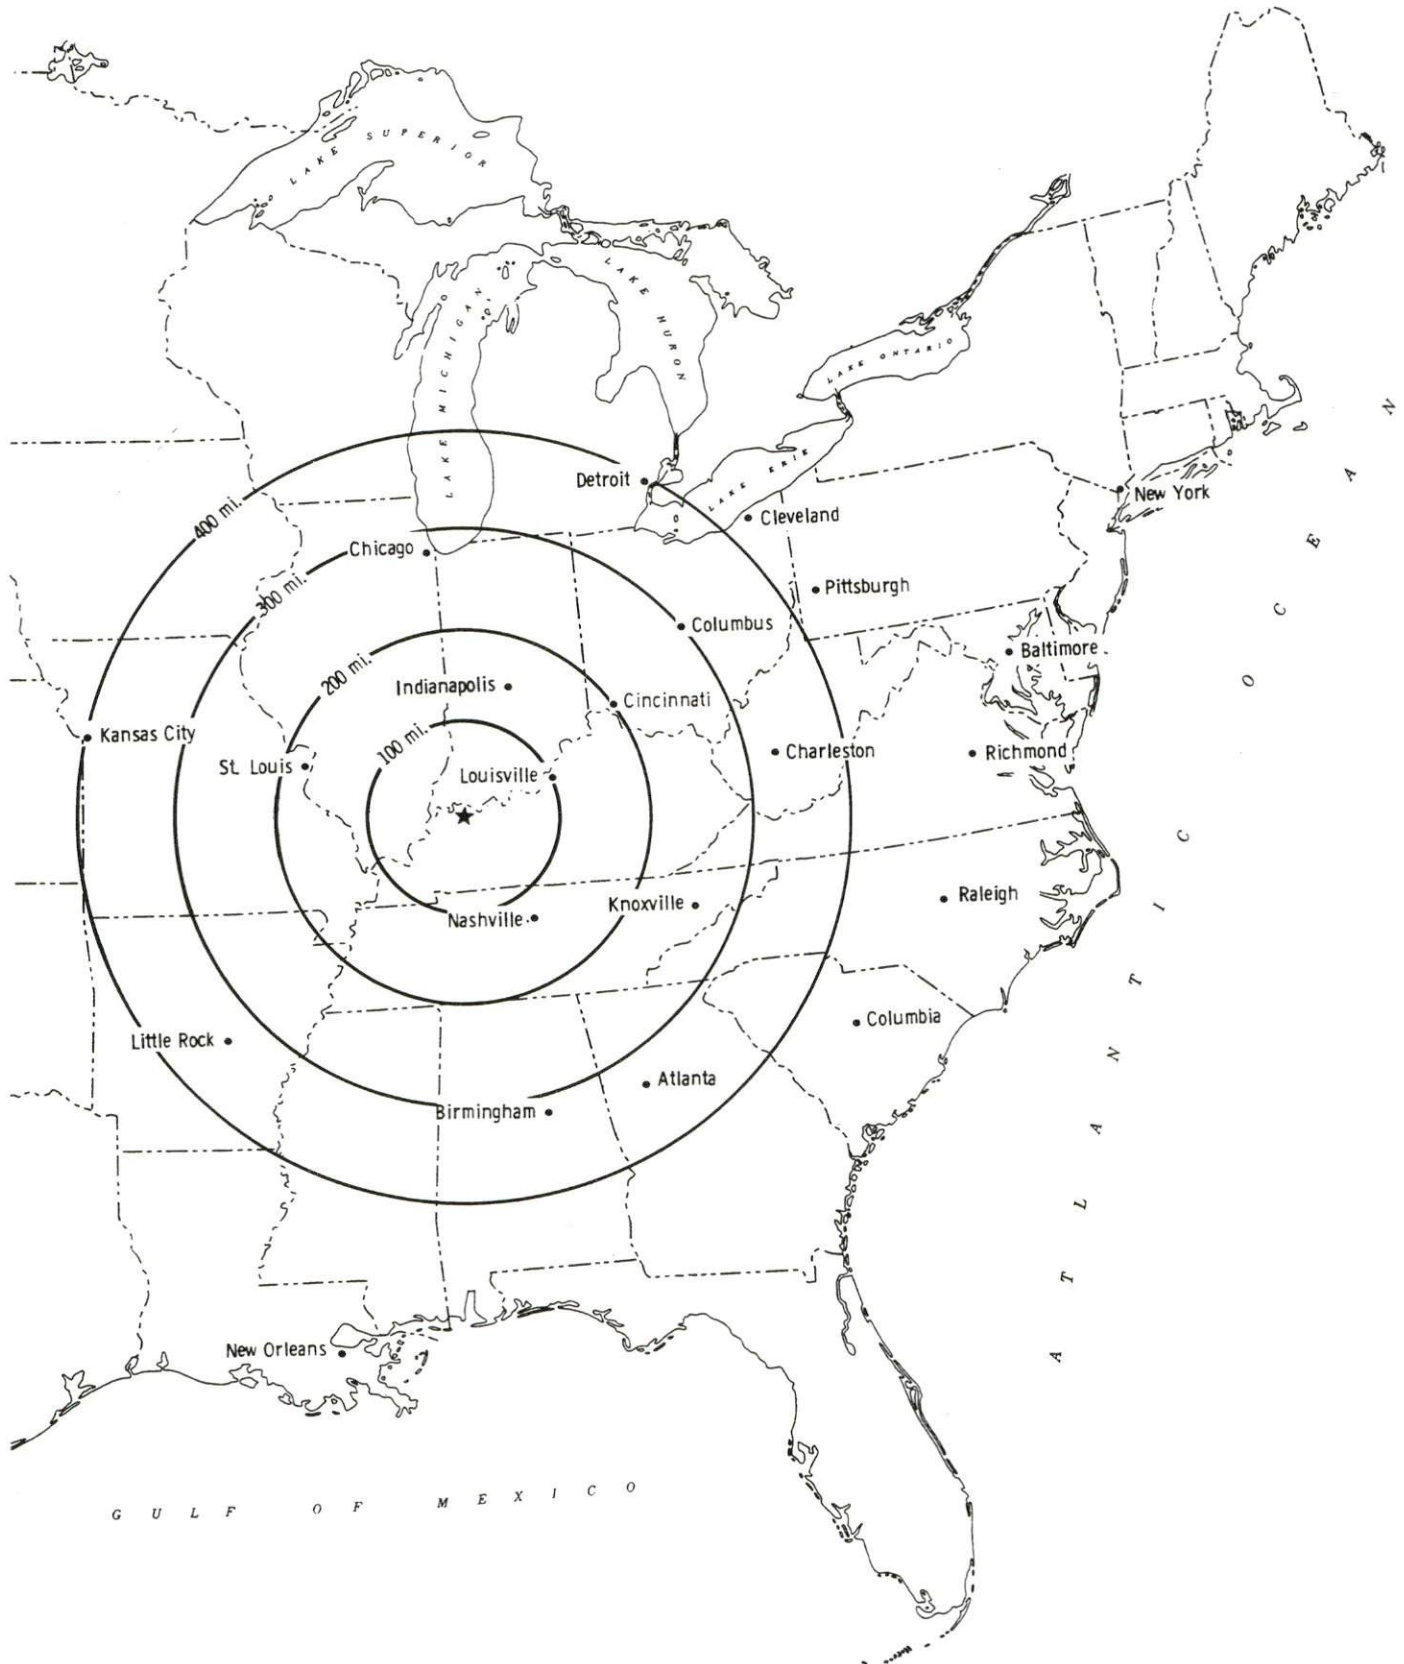 LAKE SUPERIOR
LAKE MICHIGAN
LAKE HURON
LAKE ONTARIO
LAKE ERIE
Detroit
New York
400 mi.
Cleveland
Chicago
Pittsburgh
300 mi.
Columbus
Baltimore
200 mi.
Indianapolis
Cincinnati
Kansas City
100 mi.
Charleston
Richmond
St. Louis
Louisville
Raleigh
Knoxville
Nashville
Columbia
Little Rock
Atlanta
Birmingham
New Orleans
ATLANTIC OCEAN
GULF OF MEXICO